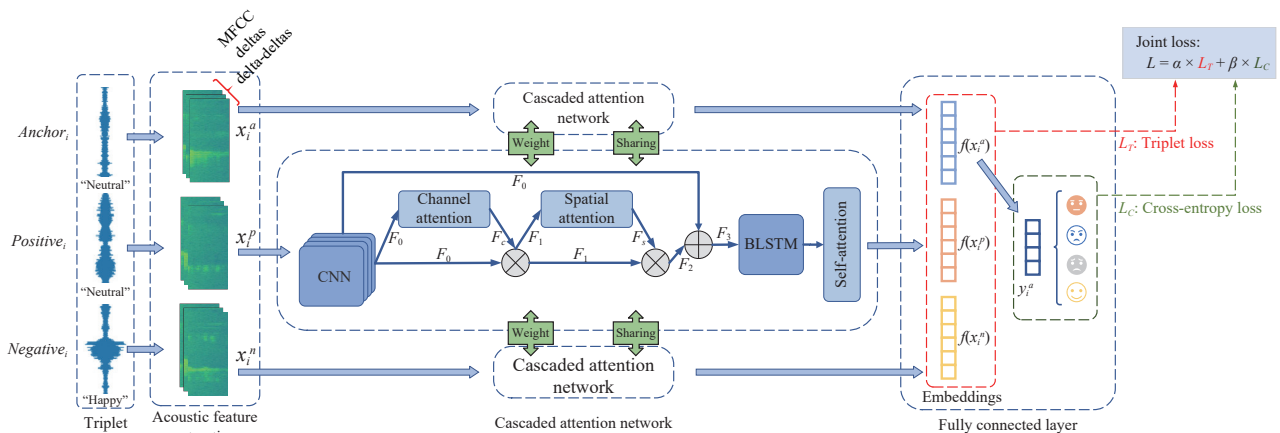 MFCC
deltas
delta-deltas
Joint loss:
L = α × L_T + β × L_C
Anchor_i
"Neutral"
x_i^a
Cascaded attention
network
Weight
Sharing
f(x_i^a)
L_T: Triplet loss
Positive_i
"Neutral"
x_i^p
CNN
F_0
F_0
F_0
Channel
attention
F_c
F_1
F_1
Spatial
attention
F_s
F_2
F_3
BLSTM
Self-attention
f(x_i^p)
y_i^a
L_C: Cross-entropy loss
Negative_i
"Happy"
x_i^n
Weight
Sharing
Cascaded attention
network
f(x_i^n)
Embeddings
Triplet
Acoustic feature
Cascaded attention network
Fully connected layer